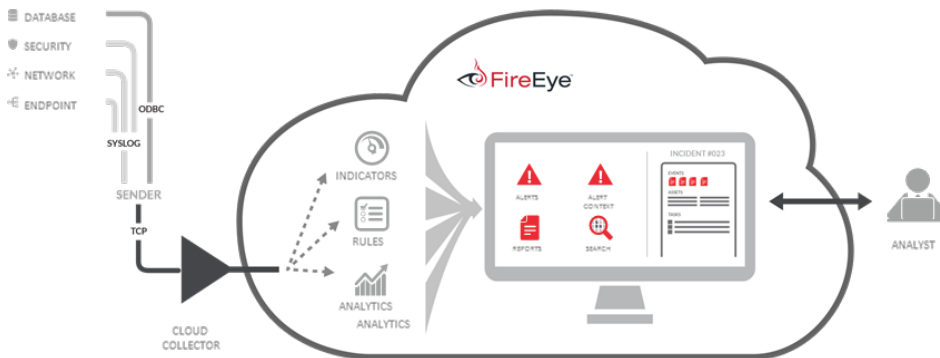 DATABASE
SECURITY
NETWORK
ENDPOINT
ODBC
SYSLOG
SENDER
TCP
CLOUD
COLLECTOR
INDICATORS
RULES
ANALYTICS
ANALYTICS
FireEye
ALERTS
ALERT
CONTEXT
REPORTS
SEARCH
INCIDENT #023
EVENTS
ASSETS
TASKS
ANALYST